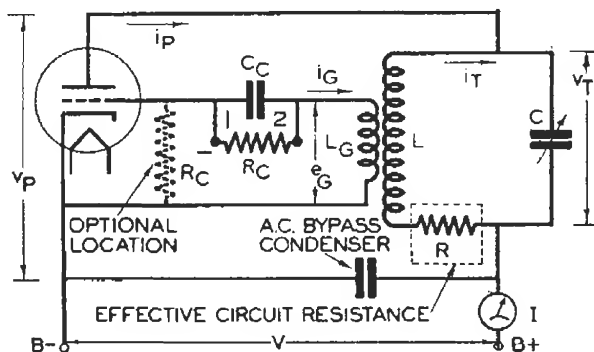 iP
CC
iG
iT
vT
1
2
C
LG
L
–
RC
RC
eG
vP
OPTIONAL
LOCATION
A.C. BYPASS
CONDENSER
R
EFFECTIVE CIRCUIT RESISTANCE
I
B-
V
B+